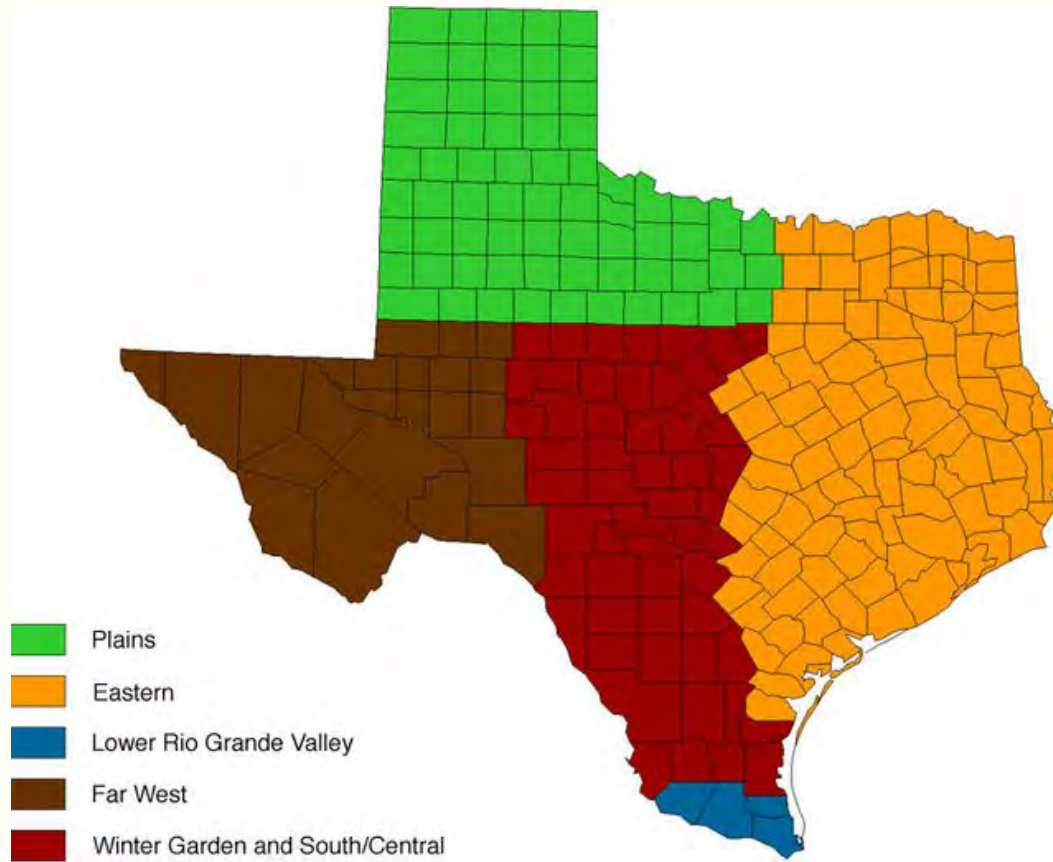 Plains
Eastern
Lower Rio Grande Valley
Far West
Winter Garden and South/Central